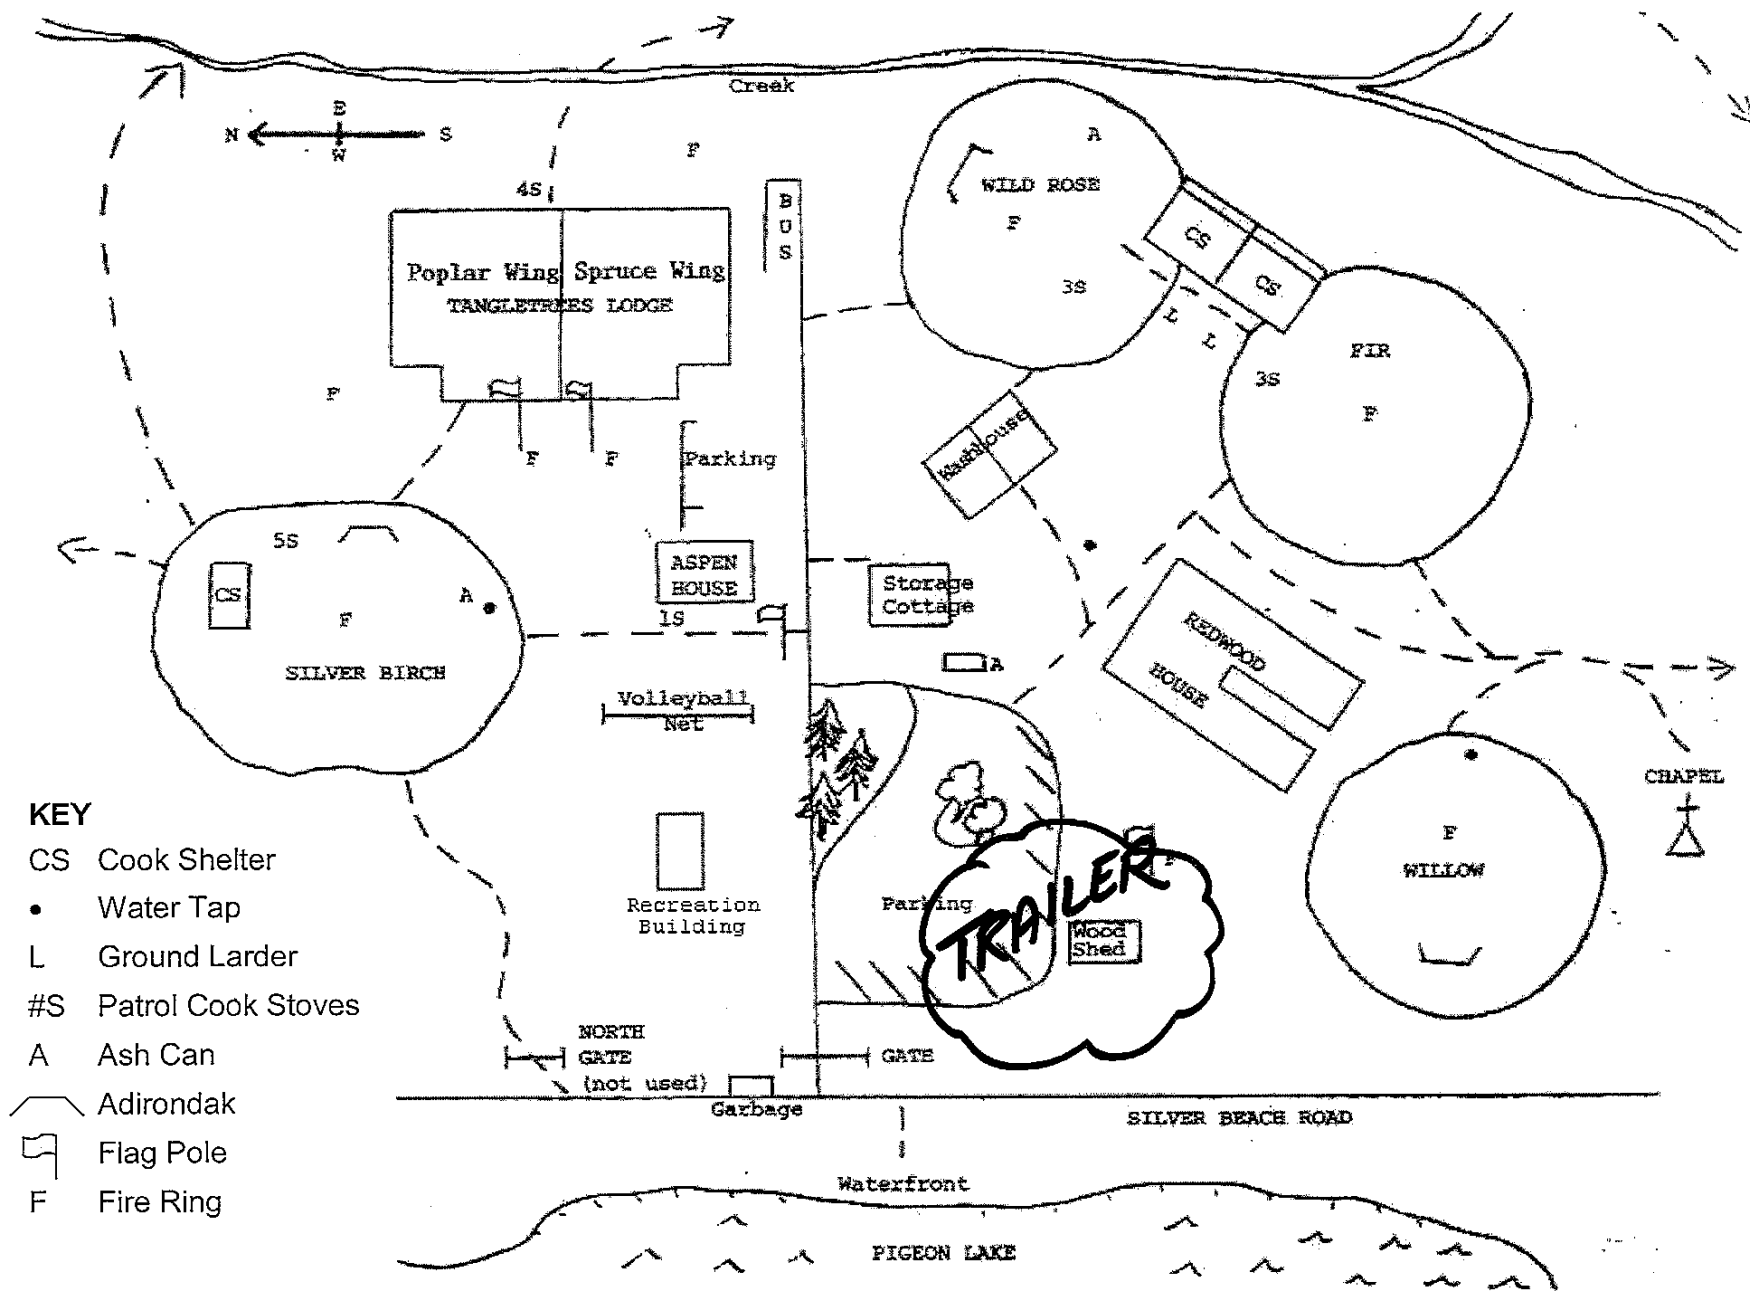 Creek
E
N S
W
F
4S
BUS
Poplar Wing Spruce Wing
TANGLETREES LODGE
A
WILD ROSE
F
3S
CS
CS
L
L
FIR
3S
F
F
F F
Parking
Washhouse
5S
CS
A
F
SILVER BIRCH
ASPEN
HOUSE
1S
Storage
Cottage
A
REDWOOD
HOUSE
Volleyball
Net
CHAPEL
F
WILLOW
Recreation
Building
Parking
TRAILER
Wood
Shed
NORTH
GATE
(not used)
GATE
Garbage
SILVER BEACH ROAD
Waterfront
PIGEON LAKE
KEY
CS Cook Shelter
• Water Tap
L Ground Larder
#S Patrol Cook Stoves
A Ash Can
Adirondak
Flag Pole
F Fire Ring